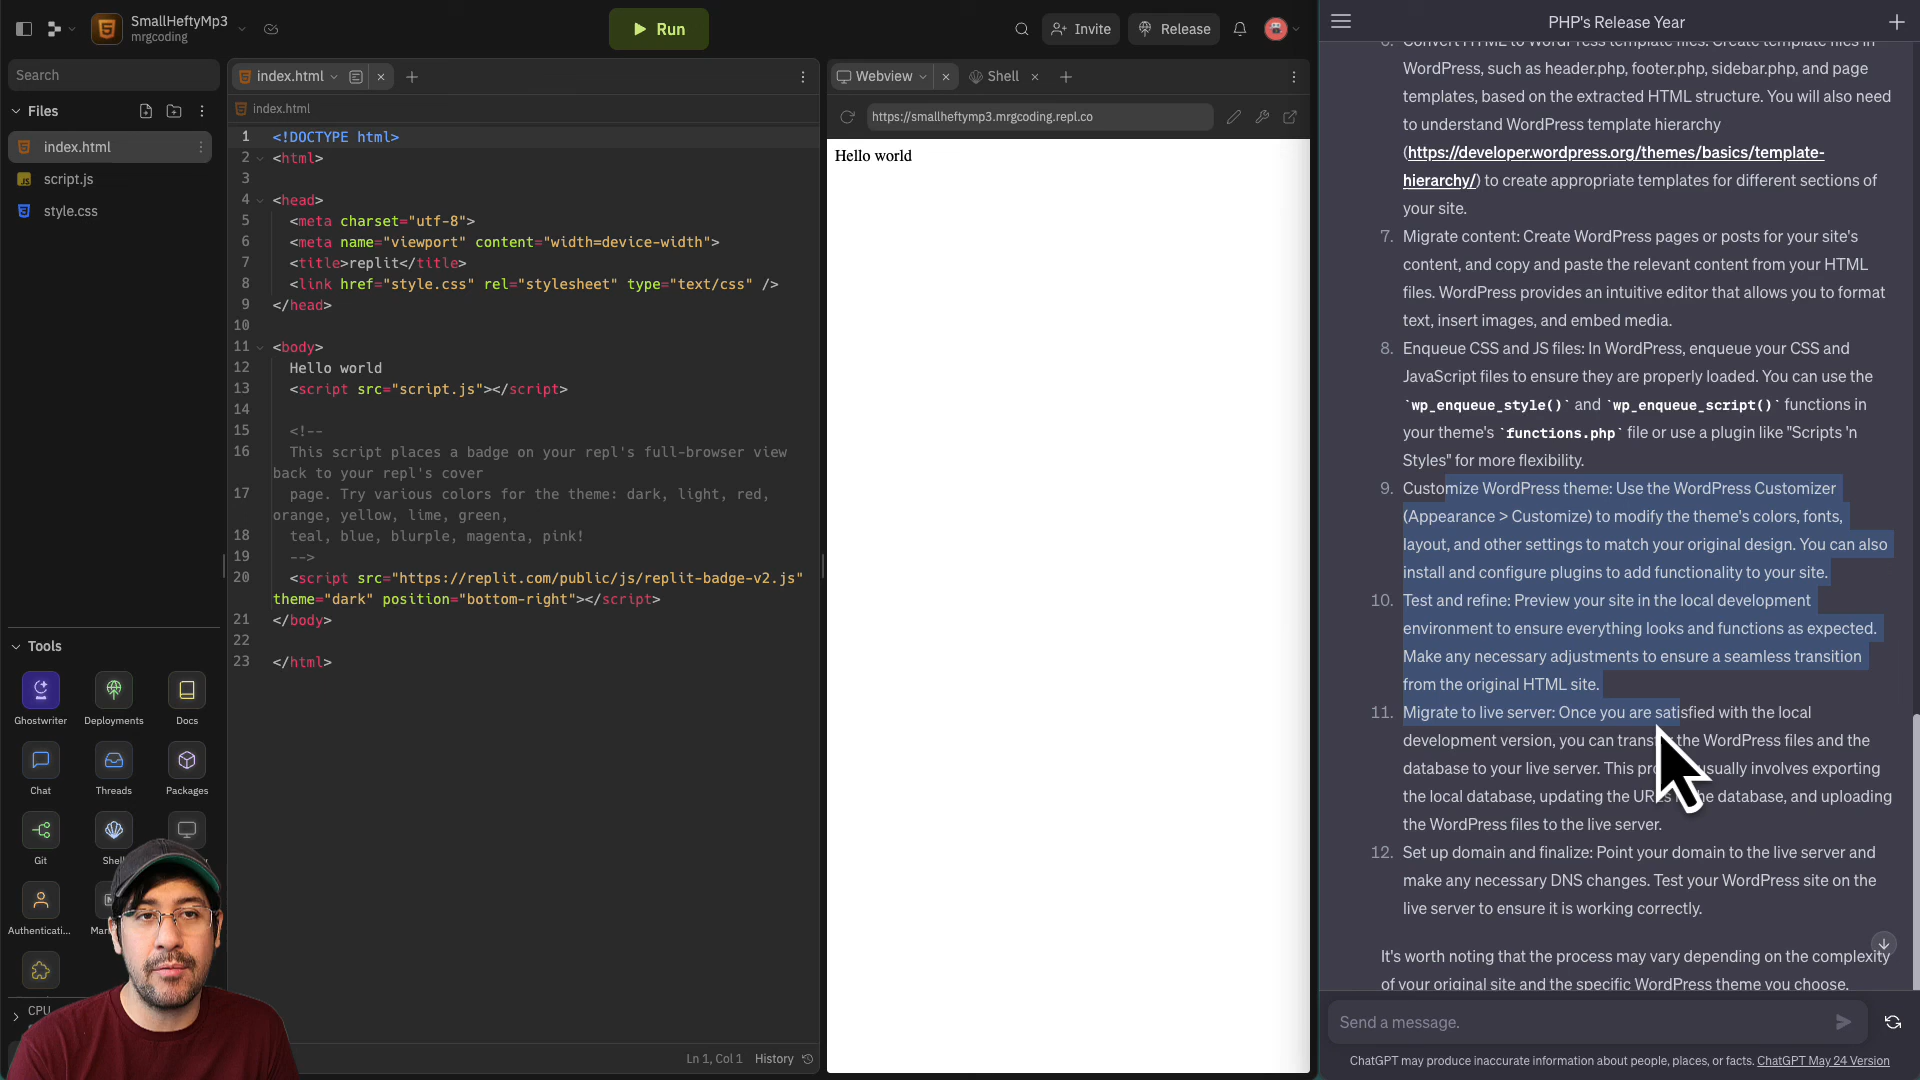 SmallHeftyMp3
mrgcoding
Run
Invite
Release
Search
Files
index.html
script.js
style.css
Tools
Ghostwriter
Deployments
Docs
Chat
Threads
Packages
Git
Shell
Authenticati...
CPU
index.html
index.html
1 <!DOCTYPE html>
2 <html>
3
4 <head>
5 <meta charset="utf-8">
6 <meta name="viewport" content="width=device-width">
7 <title>replit</title>
8 <link href="style.css" rel="stylesheet" type="text/css" />
9 </head>
10
11 <body>
12 Hello world
13 <script src="script.js"></script>
14
15 <!--
16 This script places a badge on your repl's full-browser view
back to your repl's cover
17 page. Try various colors for the theme: dark, light, red,
orange, yellow, lime, green,
18 teal, blue, blurple, magenta, pink!
19 -->
20 <script src="https://replit.com/public/js/replit-badge-v2.js"
theme="dark" position="bottom-right"></script>
21 </body>
22
23 </html>
Ln 1, Col 1 History
Webview
Shell
https://smallheftymp3.mrgcoding.repl.co
Hello world
PHP's Release Year
Convert HTML to WordPress template files: Create template files in
WordPress, such as header.php, footer.php, sidebar.php, and page
templates, based on the extracted HTML structure. You will also need
to understand WordPress template hierarchy
(https://developer.wordpress.org/themes/basics/template-
hierarchy/) to create appropriate templates for different sections of
your site.
7. Migrate content: Create WordPress pages or posts for your site's
content, and copy and paste the relevant content from your HTML
files. WordPress provides an intuitive editor that allows you to format
text, insert images, and embed media.
8. Enqueue CSS and JS files: In WordPress, enqueue your CSS and
JavaScript files to ensure they are properly loaded. You can use the
`wp_enqueue_style()` and `wp_enqueue_script()` functions in
your theme's `functions.php` file or use a plugin like "Scripts 'n
Styles" for more flexibility.
9. Customize WordPress theme: Use the WordPress Customizer
(Appearance > Customize) to modify the theme's colors, fonts,
layout, and other settings to match your original design. You can also
install and configure plugins to add functionality to your site.
10. Test and refine: Preview your site in the local development
environment to ensure everything looks and functions as expected.
Make any necessary adjustments to ensure a seamless transition
from the original HTML site.
11. Migrate to live server: Once you are satisfied with the local
development version, you can transfer the WordPress files and the
database to your live server. This process usually involves exporting
the local database, updating the URLs in the database, and uploading
the WordPress files to the live server.
12. Set up domain and finalize: Point your domain to the live server and
make any necessary DNS changes. Test your WordPress site on the
live server to ensure it is working correctly.
It's worth noting that the process may vary depending on the complexity
of your original site and the specific WordPress theme you choose.
Send a message.
ChatGPT may produce inaccurate information about people, places, or facts. ChatGPT May 24 Version